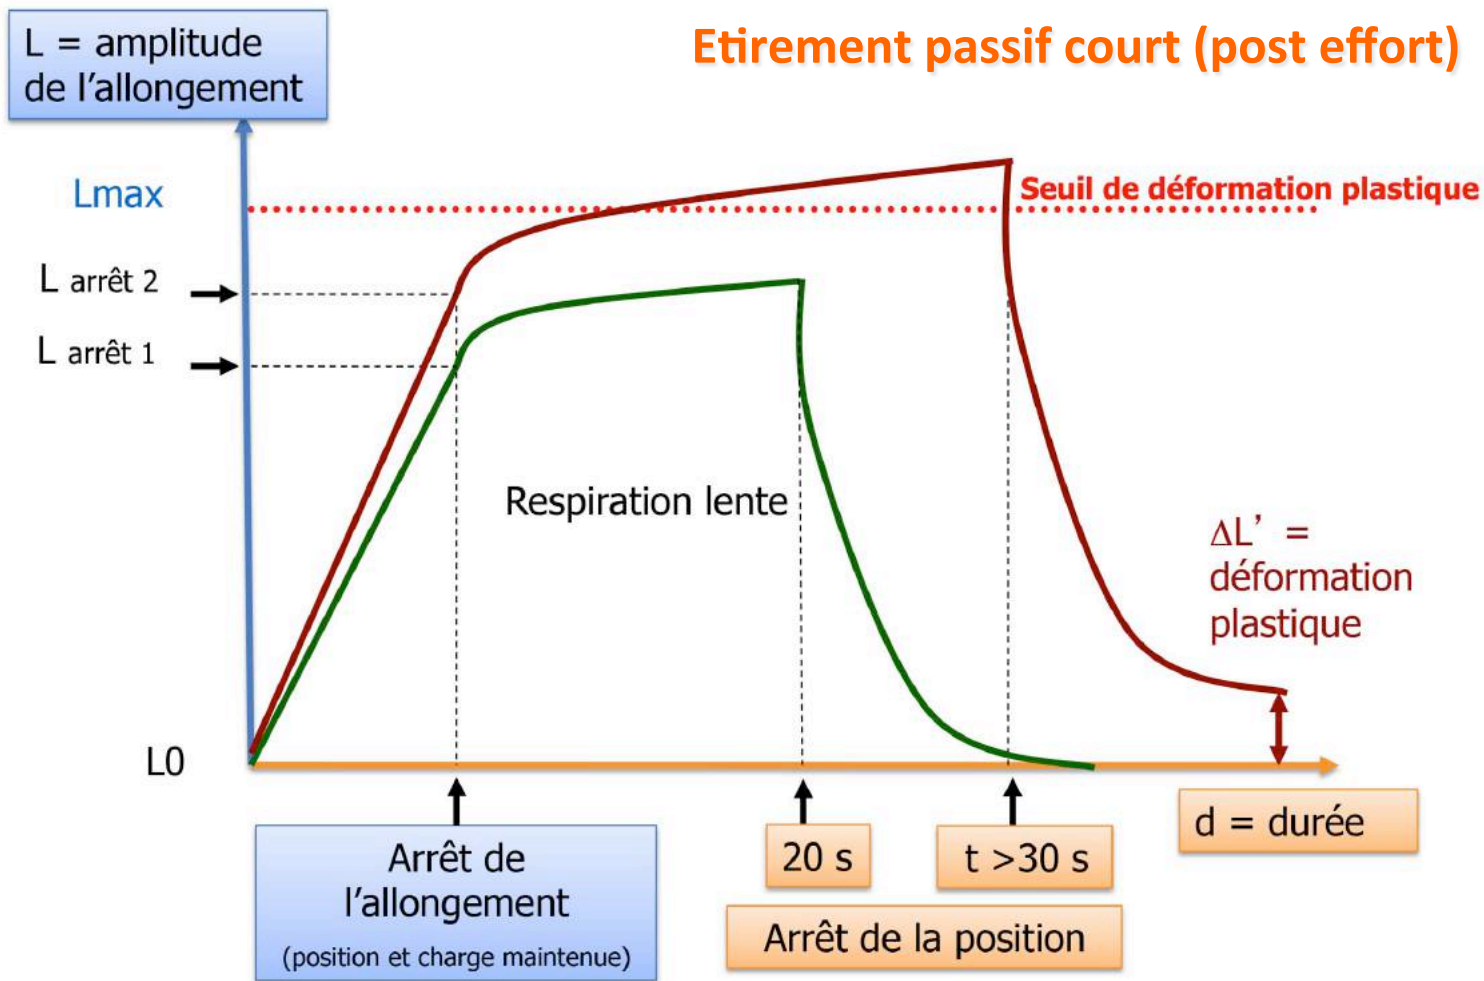 L = amplitude
de l'allongement
Etirement passif court (post effort)
Lmax
Seuil de déformation plastique
L arrêt 2
L arrêt 1
Respiration lente
ΔL' =
déformation
plastique
L0
d = durée
Arrêt de
l'allongement
(position et charge maintenue)
20 s
t >30 s
Arrêt de la position